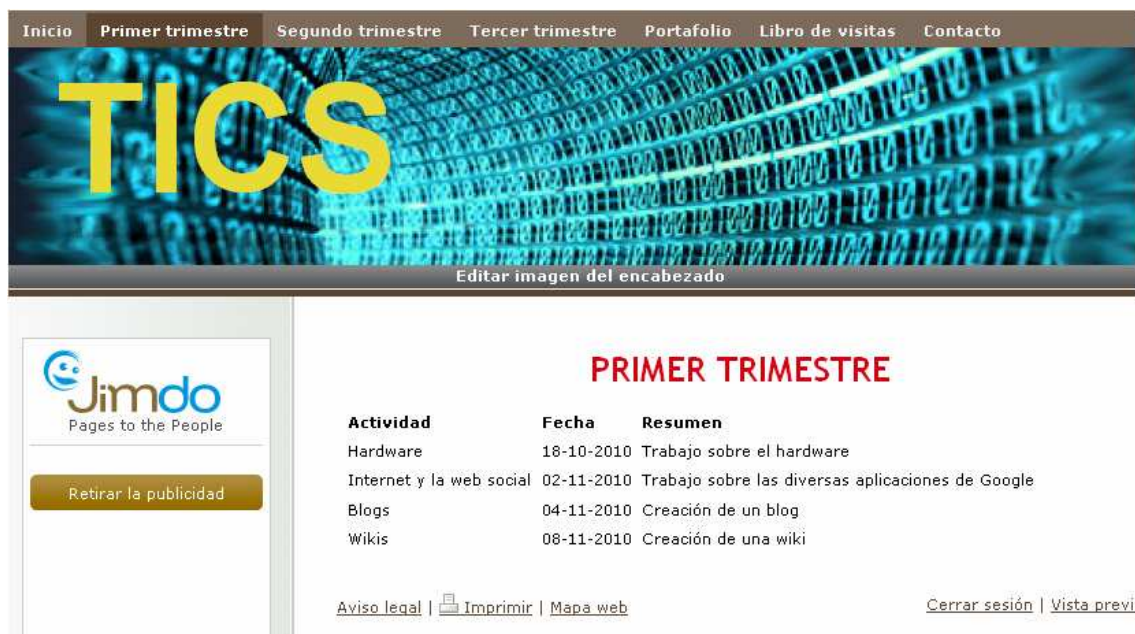 Inicio Primer trimestre Segundo trimestre Tercer trimestre Portafolio Libro de visitas Contacto
TICS
Editar imagen del encabezado
Jimdo
Pages to the People
Retirar la publicidad
PRIMER TRIMESTRE
Actividad Fecha Resumen
Hardware 18-10-2010 Trabajo sobre el hardware
Internet y la web social 02-11-2010 Trabajo sobre las diversas aplicaciones de Google
Blogs 04-11-2010 Creación de un blog
Wikis 08-11-2010 Creación de una wiki
Aviso legal | Imprimir | Mapa web Cerrar sesión | Vista previ